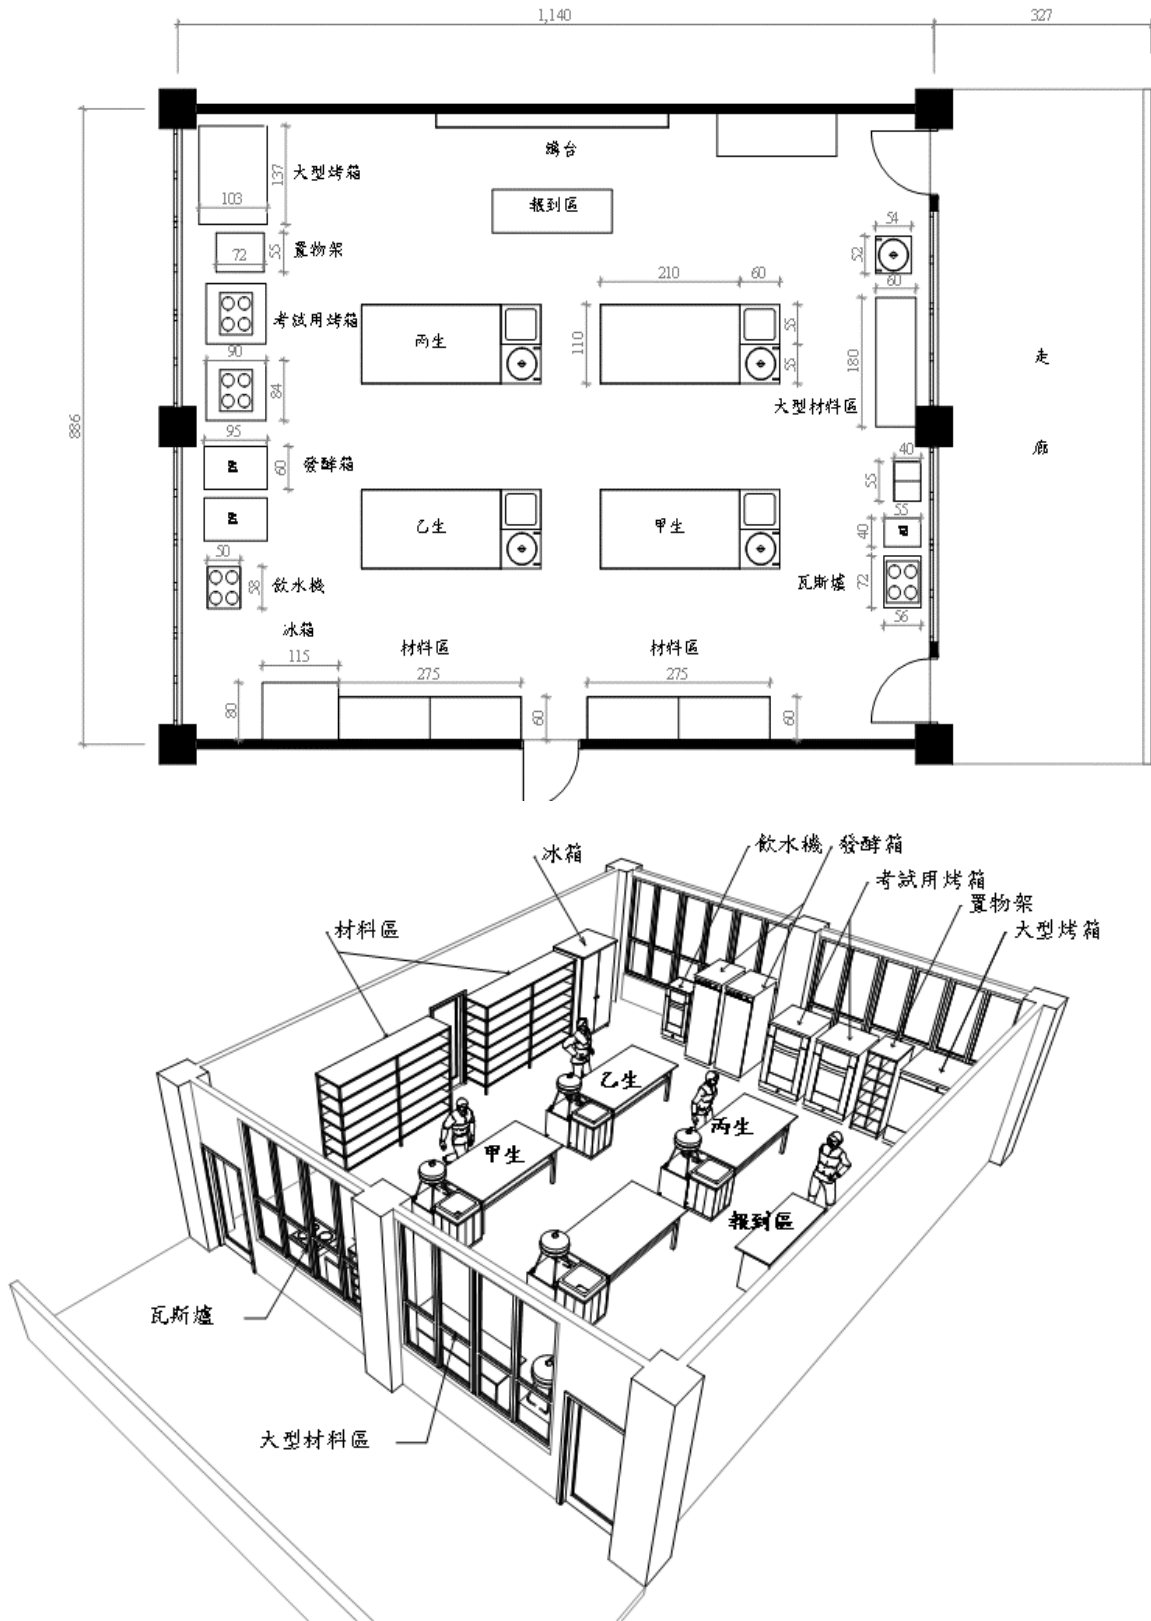 1,140
327
講台
大型烤箱
137
103
報到區
54
52
置物架
55
72
210
60
60
考試用烤箱
丙生
110
55
55
180
走
90
84
大型材料區
886
廊
95
發酵箱
60
40
55
乙生
甲生
55
40
50
飲水機
58
瓦斯爐
72
56
冰箱
材料區
材料區
115
275
275
80
60
60
飲水機
發酵箱
冰箱
考試用烤箱
置物架
材料區
大型烤箱
乙生
丙生
甲生
報到區
瓦斯爐
大型材料區